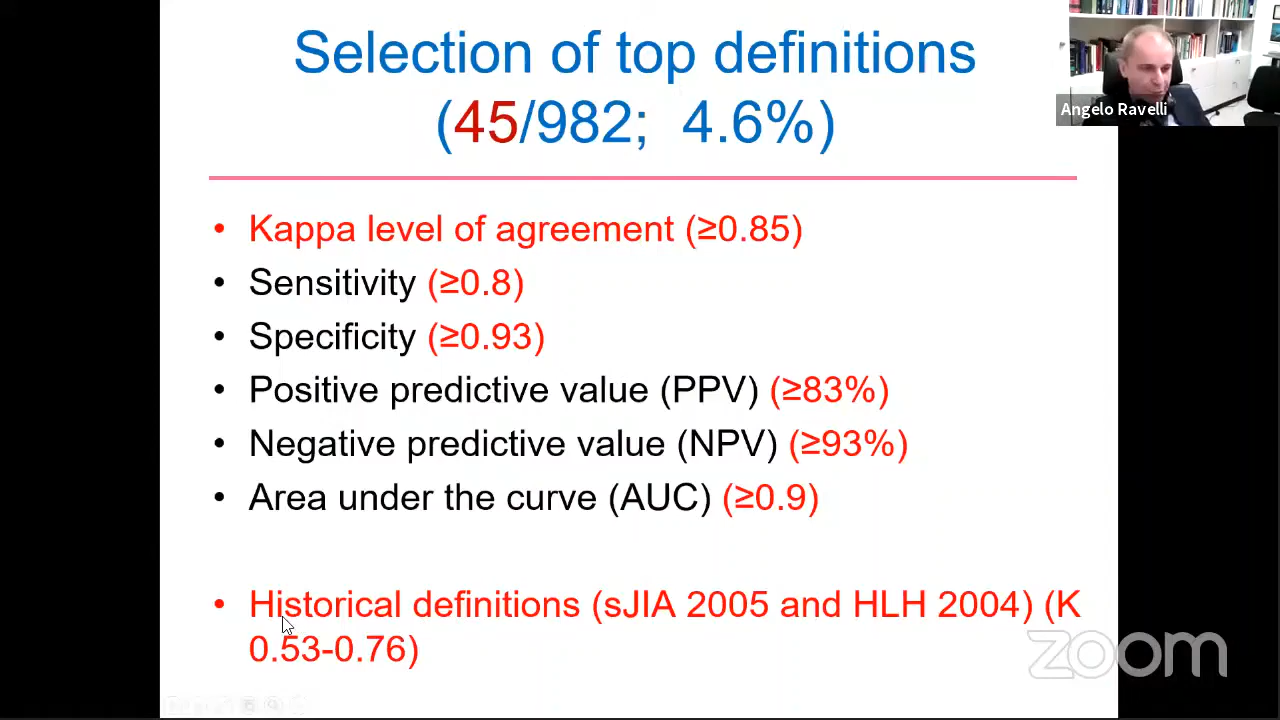 Selection of top definitions
(45/982; 4.6%)
Angelo Ravelli
• Kappa level of agreement (≥0.85)
• Sensitivity (≥0.8)
• Specificity (≥0.93)
• Positive predictive value (PPV) (≥83%)
• Negative predictive value (NPV) (≥93%)
• Area under the curve (AUC) (≥0.9)
• Historical definitions (sJIA 2005 and HLH 2004) (K
0.53-0.76)
zoom